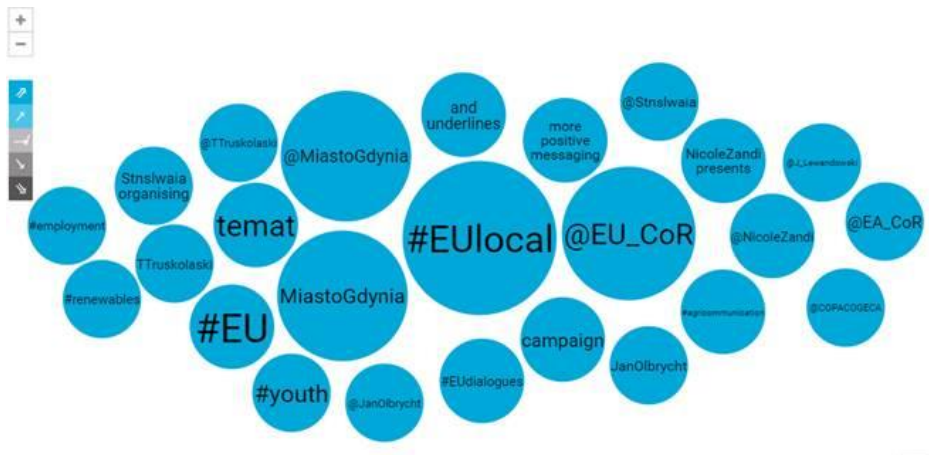 +
−
@Stnslwaia
and
underlines
more
positive
messaging
@TTruskolaski
@MiastoGdynia
NicoleZandi
presents
@J_Lewandowski
Stnslwaia
organising
#employment
temat
#EUlocal
@EU_CoR
@NicoleZandi
@EA_CoR
TTruskolaski
#renewables
MiastoGdynia
#EU
campaign
#agricommunication
@COPACOGECA
JanOlbrycht
#EUdialogues
#youth
@JanOlbrycht